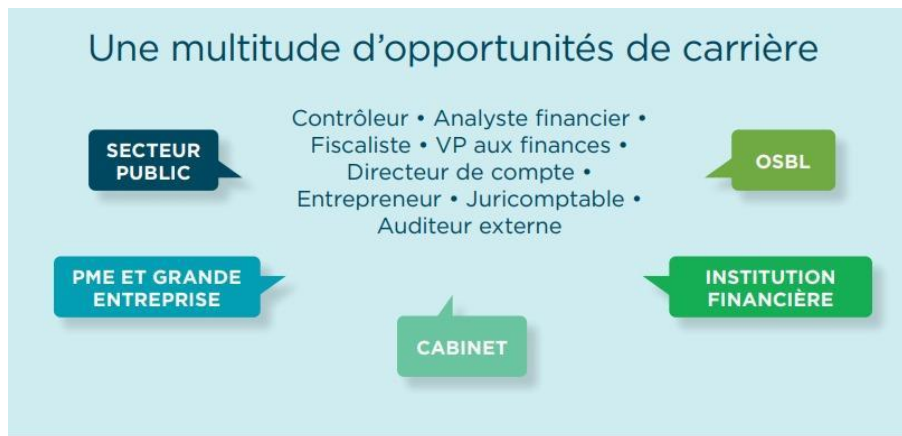 Une multitude d'opportunités de carrière
Contrôleur • Analyste financier •
Fiscaliste • VP aux finances •
Directeur de compte •
Entrepreneur • Juricomptable •
Auditeur externe
SECTEUR
PUBLIC
OSBL
PME ET GRANDE
ENTREPRISE
INSTITUTION
FINANCIÈRE
CABINET